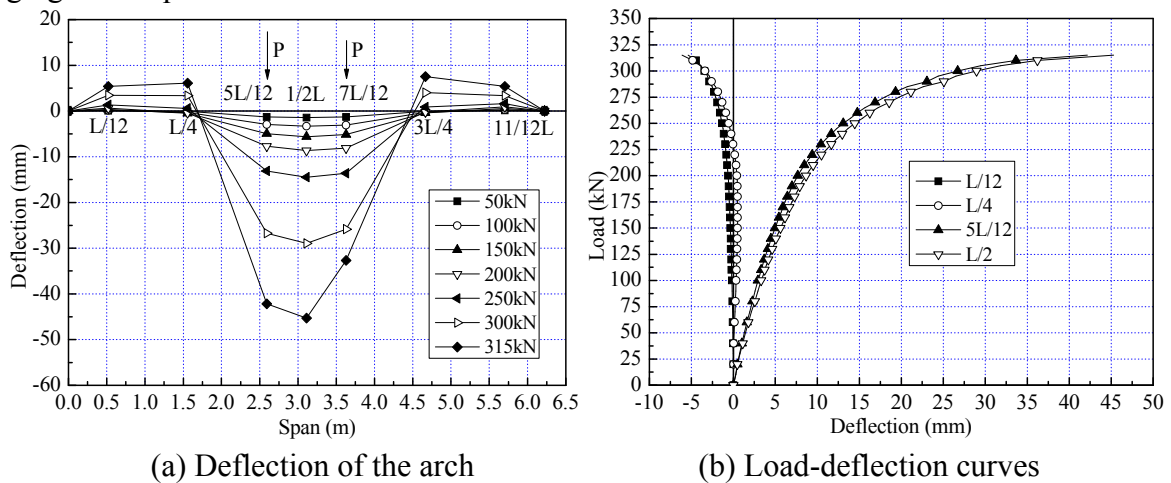 20
10
0
-10
-20
-30
-40
-50
-60
Deflection (mm)
P P
5L/12 1/2L 7L/12
L/12 L/4 3L/4 11/12L
50kN
100kN
150kN
200kN
250kN
300kN
315kN
0.0 0.5 1.0 1.5 2.0 2.5 3.0 3.5 4.0 4.5 5.0 5.5 6.0 6.5
Span (m)
(a) Deflection of the arch
350
325
300
275
250
225
200
175
150
125
100
75
50
25
0
Load (kN)
L/12
L/4
5L/12
L/2
-10 -5 0 5 10 15 20 25 30 35 40 45 50
Deflection (mm)
(b) Load-deflection curves